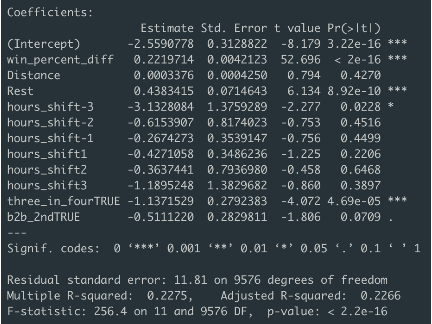 Coefficients:
Estimate Std. Error t value Pr(>|t|)
(Intercept) -2.5590778 0.3128822 -8.179 3.22e-16 ***
win_percent_diff 0.2219714 0.0042123 52.696 < 2e-16 ***
Distance 0.0003376 0.0004250 0.794 0.4270
Rest 0.4383415 0.0714643 6.134 8.92e-10 ***
hours_shift-3 -3.1328084 1.3759289 -2.277 0.0228 *
hours_shift-2 -0.6153907 0.8174023 -0.753 0.4516
hours_shift-1 -0.2674273 0.3539147 -0.756 0.4499
hours_shift1 -0.4271058 0.3486236 -1.225 0.2206
hours_shift2 -0.3637441 0.7936980 -0.458 0.6468
hours_shift3 -1.1895248 1.3829682 -0.860 0.3897
three_in_fourTRUE -1.1371529 0.2792383 -4.072 4.69e-05 ***
b2b_2ndTRUE -0.5111220 0.2829811 -1.806 0.0709 .
---
Signif. codes: 0 ‘***’ 0.001 ‘**’ 0.01 ‘*’ 0.05 ‘.’ 0.1 ‘ ’ 1
Residual standard error: 11.81 on 9576 degrees of freedom
Multiple R-squared: 0.2275, Adjusted R-squared: 0.2266
F-statistic: 256.4 on 11 and 9576 DF, p-value: < 2.2e-16